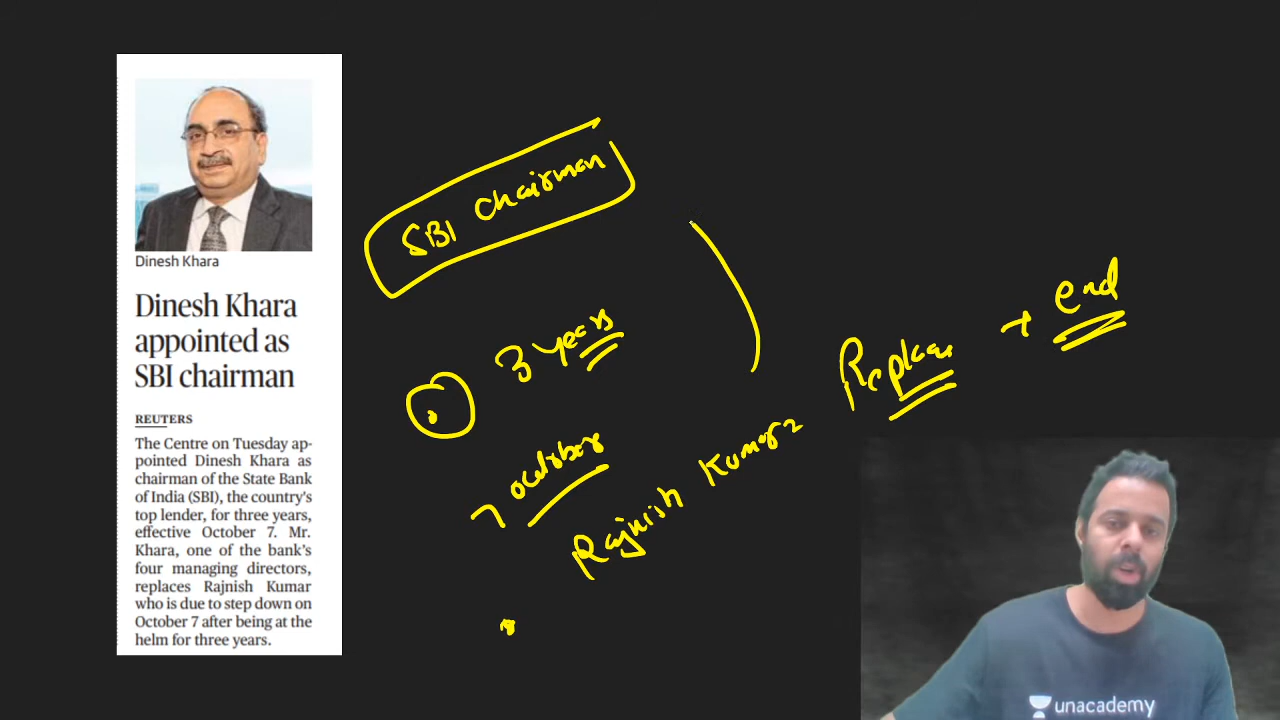 Dinesh Khara
Dinesh Khara
appointed as
SBI chairman
REUTERS
The Centre on Tuesday ap-
pointed Dinesh Khara as
chairman of the State Bank
of India (SBI), the country's
top lender, for three years,
effective October 7. Mr.
Khara, one of the bank's
four managing directors,
replaces Rajnish Kumar
who is due to step down on
October 7 after being at the
helm for three years.
SBI Chairman
3 years
7 october
Rajnish Kumar
Replace
end
unacademy